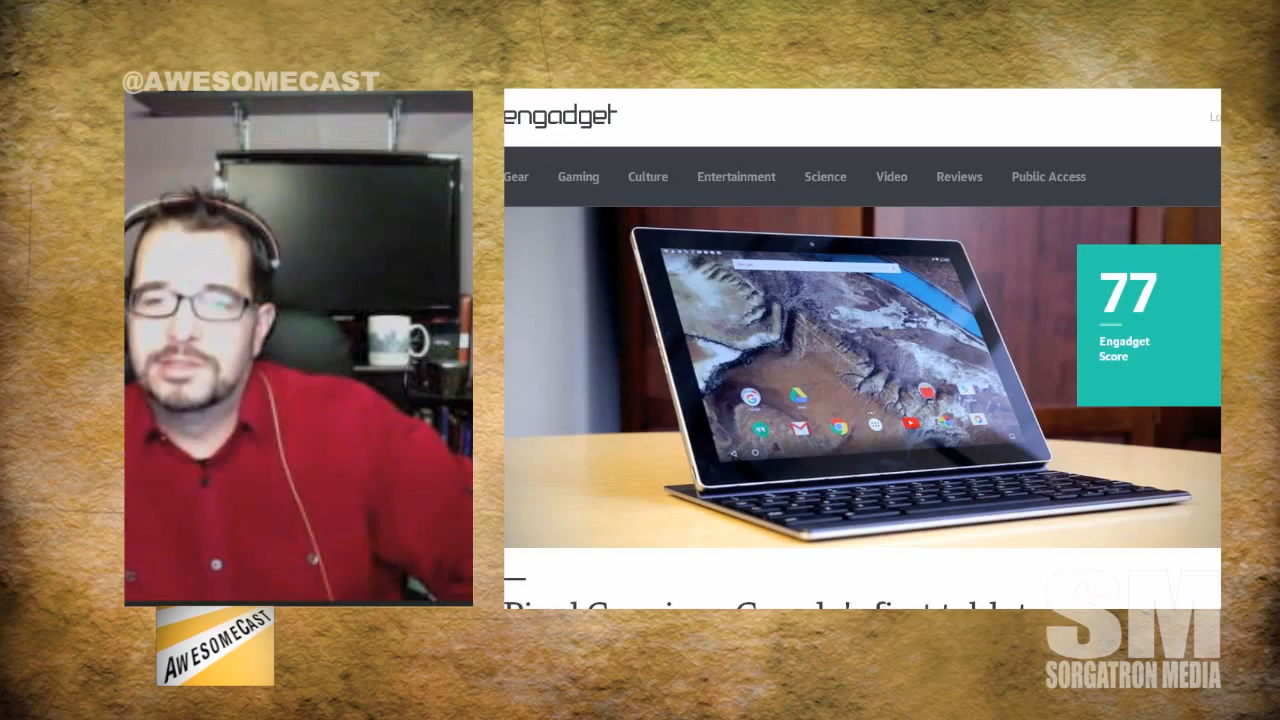 @AWESOMECAST
engadget
Gear Gaming Culture Entertainment Science Video Reviews Public Access
77
Engadget
Score
AWESOMECAST
SM
SORGATRON MEDIA